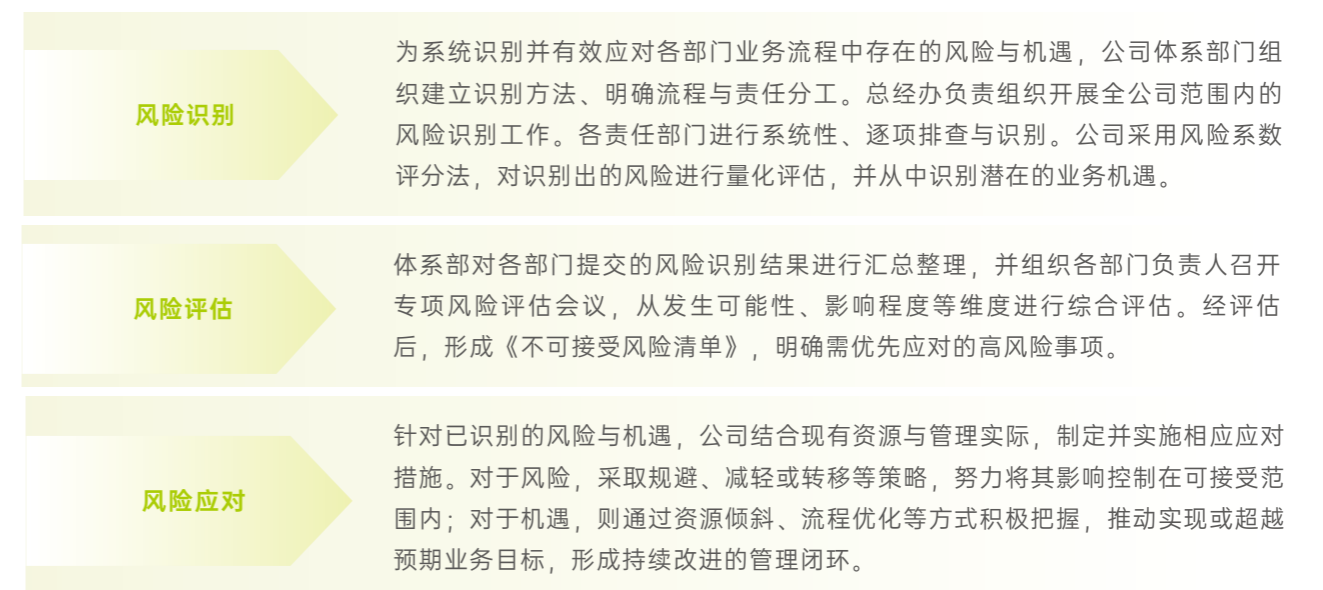 风险识别
为系统识别并有效应对各部门业务流程中存在的风险与机遇，公司体系部门组
织建立识别方法、明确流程与责任分工。总经办负责组织开展全公司范围内的
风险识别工作。各责任部门进行系统性、逐项排查与识别。公司采用风险系数
评分法，对识别出的风险进行量化评估，并从中识别潜在的业务机遇。
风险评估
体系部对各部门提交的风险识别结果进行汇总整理，并组织各部门负责人召开
专项风险评估会议，从发生可能性、影响程度等维度进行综合评估。经评估
后，形成《不可接受风险清单》，明确需优先应对的高风险事项。
风险应对
针对已识别的风险与机遇，公司结合现有资源与管理实际，制定并实施相应应对
措施。对于风险，采取规避、减轻或转移等策略，努力将其影响控制在可接受范
围内；对于机遇，则通过资源倾斜、流程优化等方式积极把握，推动实现或超越
预期业务目标，形成持续改进的管理闭环。